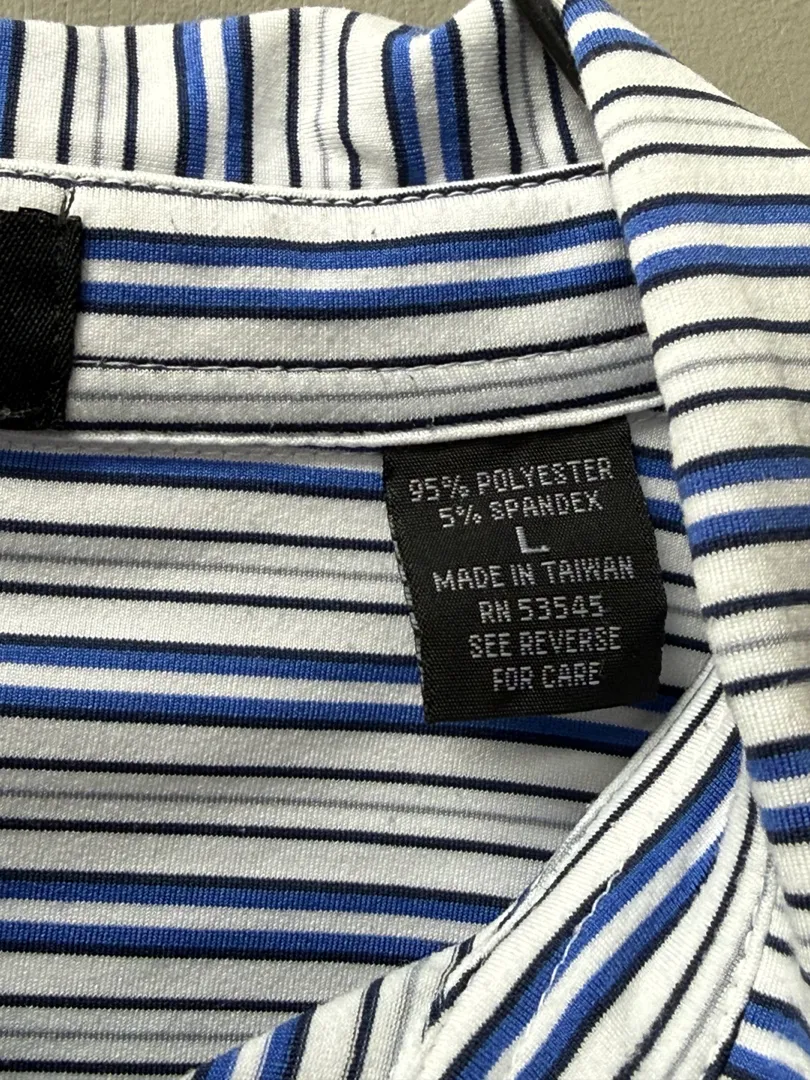 95% POLYESTER
5% SPANDEX
L
MADE IN TAIWAN
RN 53545
SEE REVERSE
FOR CARE